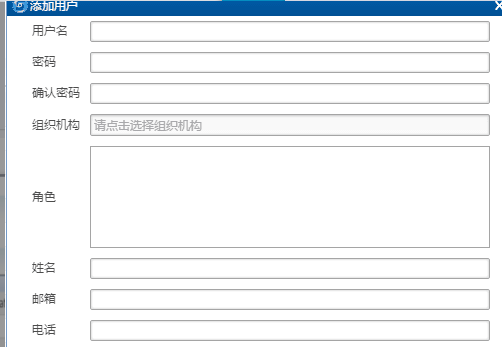 添加用户
用户名
密码
确认密码
组织机构 请点击选择组织机构
角色
姓名
邮箱
电话